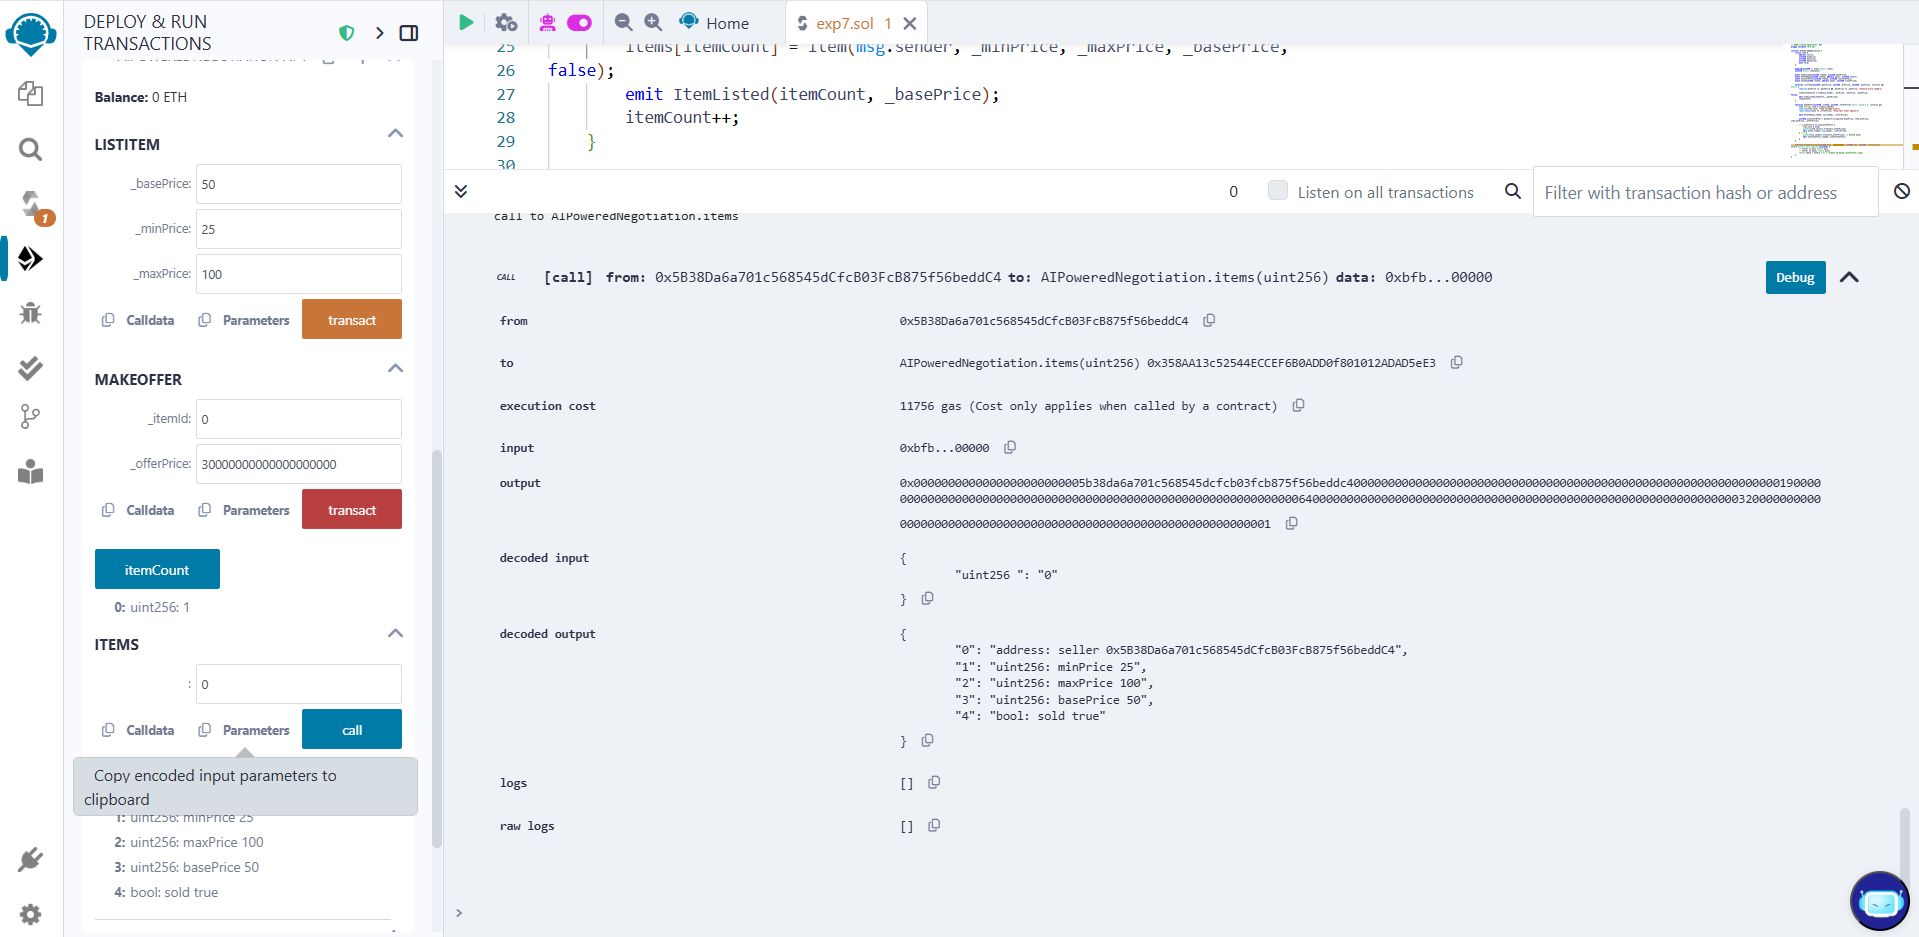 DEPLOY & RUN
TRANSACTIONS
Balance: 0 ETH
LISTITEM
_basePrice: 50
_minPrice: 25
_maxPrice: 100
Calldata Parameters transact
MAKEOFFER
_itemId: 0
_offerPrice: 30000000000000000000
Calldata Parameters transact
itemCount
0: uint256: 1
ITEMS
: 0
Calldata Parameters call
Copy encoded input parameters to
clipboard
1: uint256: minPrice 25
2: uint256: maxPrice 100
3: uint256: basePrice 50
4: bool: sold true
1
Home
exp7.sol 1
25 items[itemCount] = Item(msg.sender, _minPrice, _maxPrice, _basePrice,
26 false);
27 emit ItemListed(itemCount, _basePrice);
28 itemCount++;
29 }
30
0 Listen on all transactions Filter with transaction hash or address
call to AIPoweredNegotiation.items
CALL [call] from: 0x5B38Da6a701c568545dCfcB03FcB875f56beddC4 to: AIPoweredNegotiation.items(uint256) data: 0xbfb...00000 Debug
from 0x5B38Da6a701c568545dCfcB03FcB875f56beddC4
to AIPoweredNegotiation.items(uint256) 0x358AA13c52544ECCEF6B0ADD0f801012ADAD5eE3
execution cost 11756 gas (Cost only applies when called by a contract)
input 0xbfb...00000
output
decoded input {
"uint256 ": "0"
}
decoded output {
"0": "address: seller 0x5B38Da6a701c568545dCfcB03FcB875f56beddC4",
"1": "uint256: minPrice 25",
"2": "uint256: maxPrice 100",
"3": "uint256: basePrice 50",
"4": "bool: sold true"
}
logs []
raw logs []
>